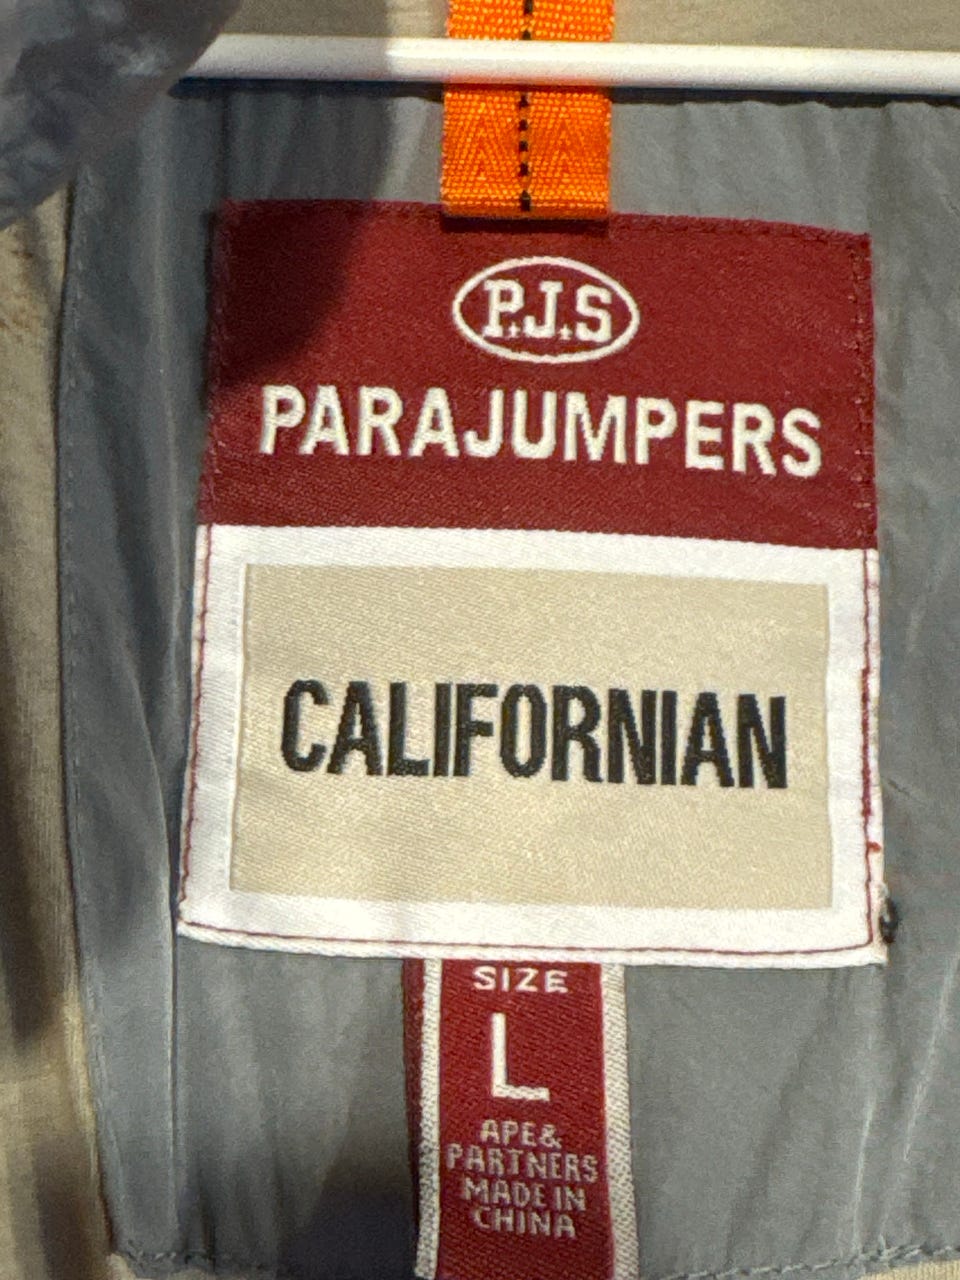 P.J.S
PARAJUMPERS
CALIFORNIAN
SIZE
L
APE&
PARTNERS
MADE IN
CHINA